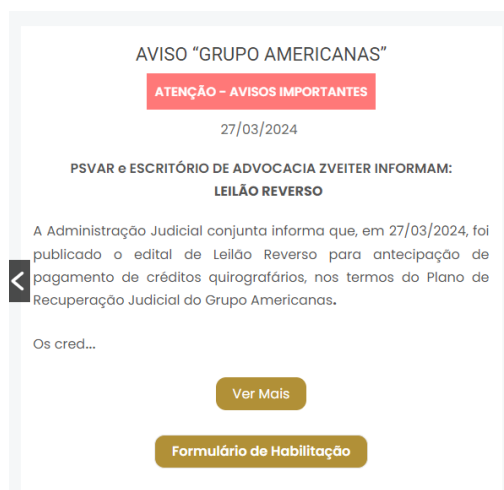 AVISO “GRUPO AMERICANAS”
ATENÇÃO - AVISOS IMPORTANTES
27/03/2024
PSVAR e ESCRITÓRIO DE ADVOCACIA ZVEITER INFORMAM:
LEILÃO REVERSO
A Administração Judicial conjunta informa que, em 27/03/2024, foi
publicado o edital de Leilão Reverso para antecipação de
pagamento de créditos quirografários, nos termos do Plano de
Recuperação Judicial do Grupo Americanas.
Os cred...
Ver Mais
Formulário de Habilitação